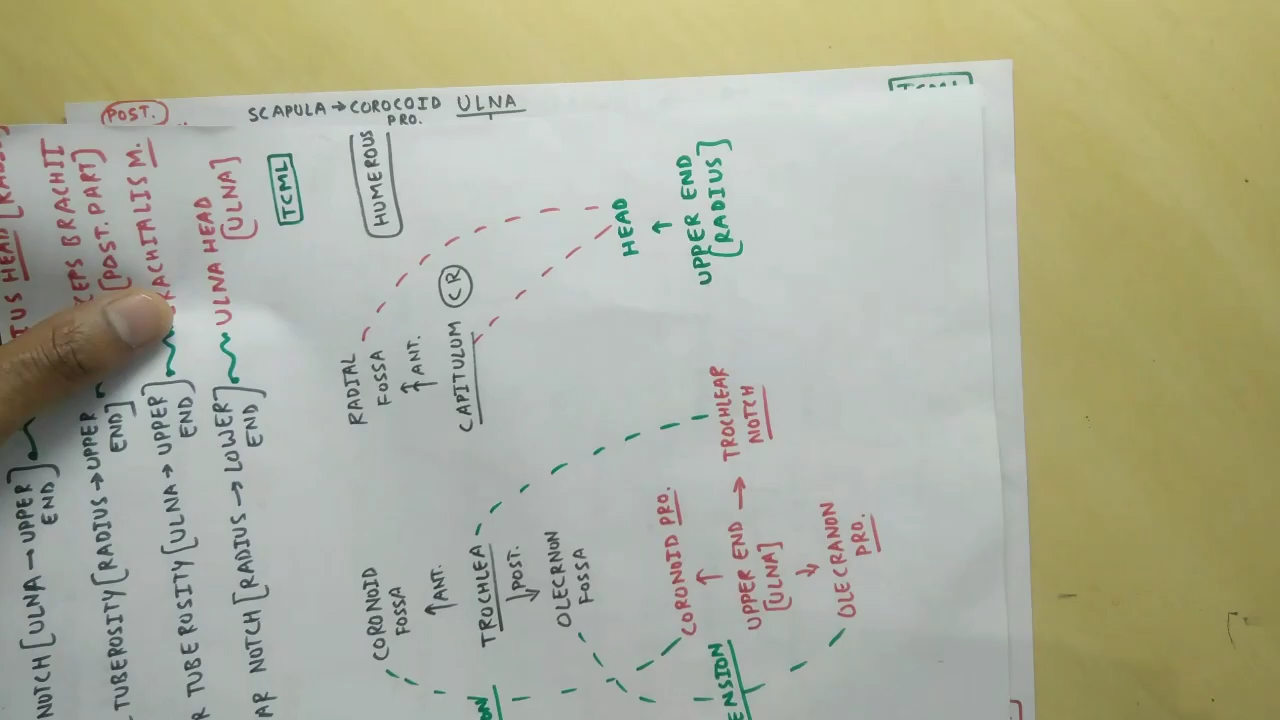 POST.
SCAPULA → COROCOID ULNA
PRO.
HEAD
BRACHII
[POST. PART]
M.
ULNA HEAD
[ULNA]
NOTCH [ULNA → UPPER
END]
TUBEROSITY [RADIUS → UPPER
END]
TUBEROSITY [ULNA → UPPER
END]
NOTCH [RADIUS → LOWER
END]
TCML
HUMEROUS
RADIAL
FOSSA
↑ ANT.
CAPITULUM CR
HEAD
↑
UPPER END
[RADIUS]
CORONOID
FOSSA
↑ ANT.
TROCHLEA
↓ POST.
OLECRNON
FOSSA
CORONOID PRO.
↑
UPPER END → TROCHLEAR
[ULNA] NOTCH
↓
OLECRANON
PRO.